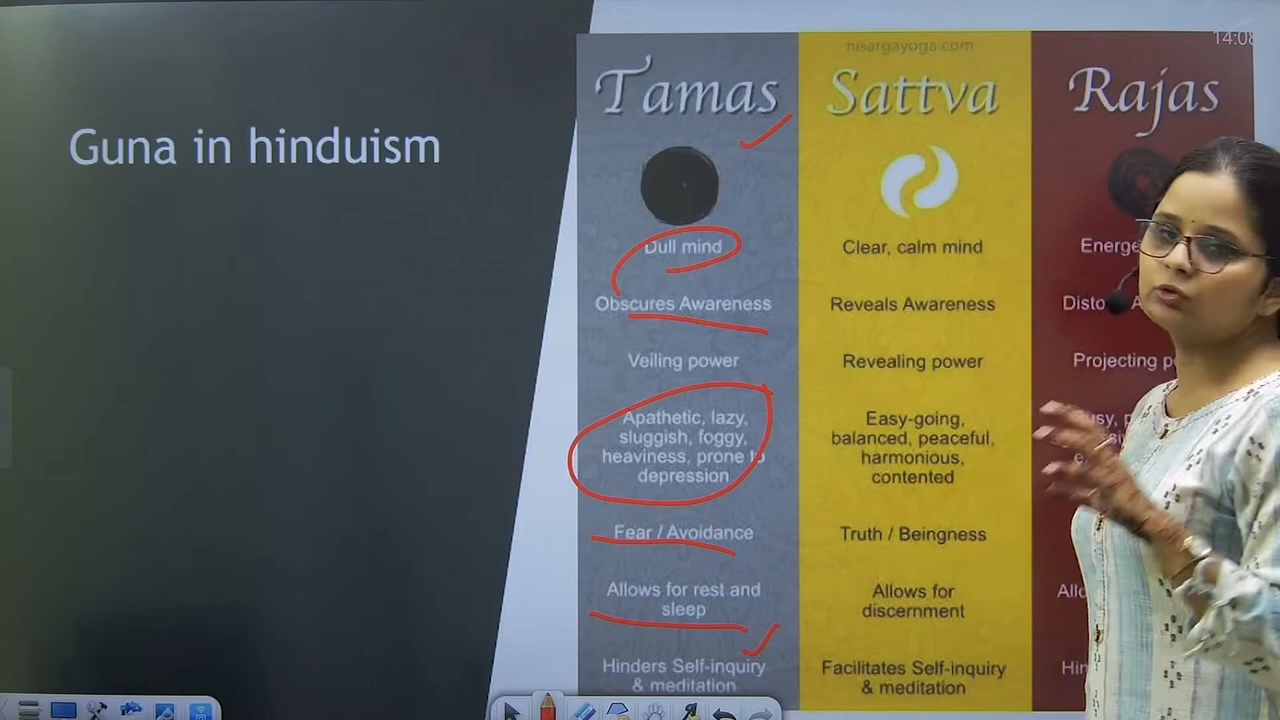 14:08
Guna in hinduism
nisargayoga.com
Tamas
Dull mind
Obscures Awareness
Veiling power
Apathetic, lazy,
sluggish, foggy,
heaviness, prone to
depression
Fear / Avoidance
Allows for rest and
sleep
Hinders Self-inquiry
& meditation
Sattva
Clear, calm mind
Reveals Awareness
Revealing power
Easy-going,
balanced, peaceful,
harmonious,
contented
Truth / Beingness
Allows for
discernment
Facilitates Self-inquiry
& meditation
Rajas
Projecting